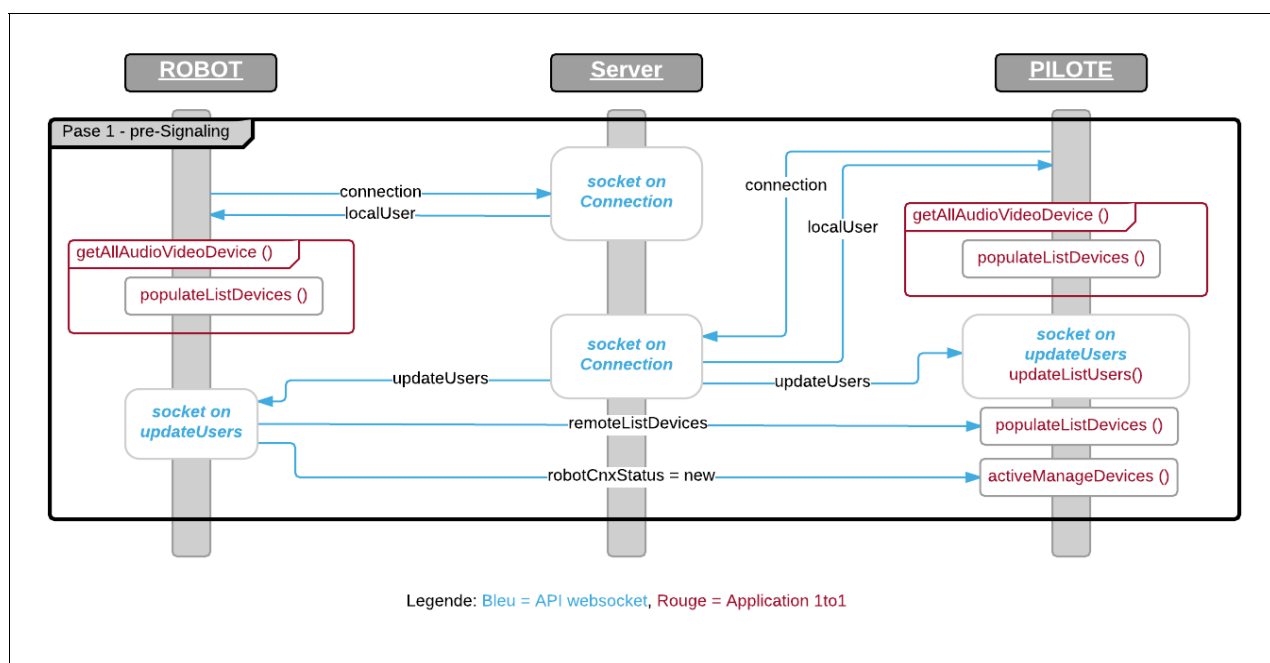 ROBOT
Server
PILOTE
Pase 1 - pre-Signaling
socket on
Connection
connection
localUser
connection
localUser
getAllAudioVideoDevice ()
populateListDevices ()
getAllAudioVideoDevice ()
populateListDevices ()
socket on
Connection
socket on
updateUsers
updateListUsers()
updateUsers
updateUsers
socket on
updateUsers
remoteListDevices
populateListDevices ()
robotCnxStatus = new
activeManageDevices ()
Legende: Bleu = API websocket, Rouge = Application 1to1